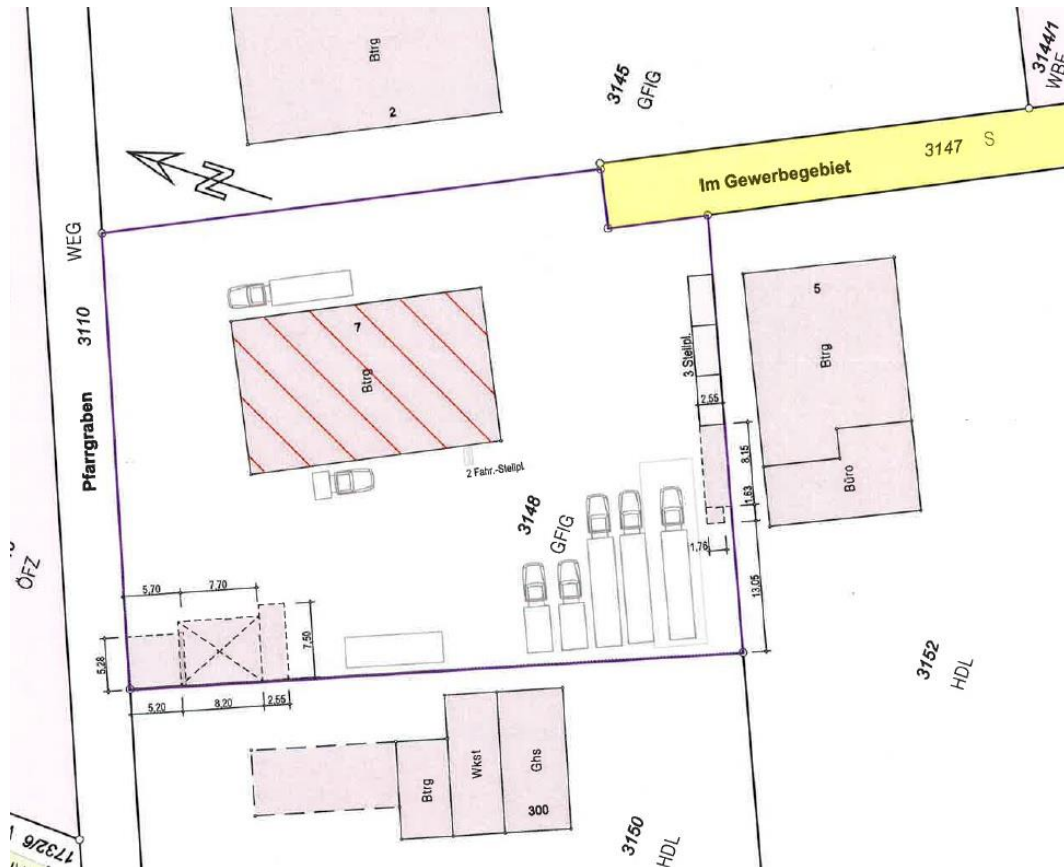 Btrg
2
3145
GFIG
3144/1
WBF
3147 S
Im Gewerbegebiet
N
WEG
3110
Pfarrgraben
ÖFZ
7
Btrg
2 Fahr.-Stellpl.
3 Stellpl.
2,55
8,15
1,63
1,76
13,05
5
Btrg
Büro
3148
GFIG
5,70
7,70
7,50
5,28
5,20
8,20
2,55
3152
HDL
Btrg
Wkst
Ghs
300
3150
HDL
1732/6